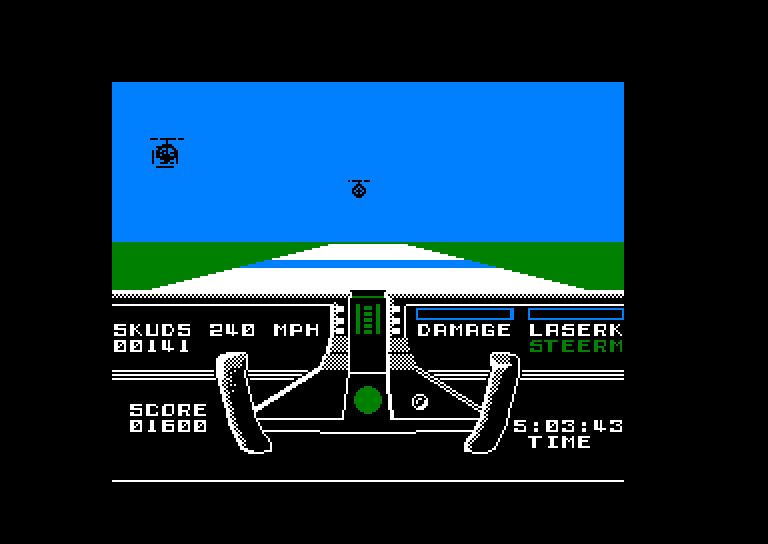 SKUDS 240 MPH
00141
DAMAGE LASERK
STEERM
SCORE
01600
5:03:43
TIME